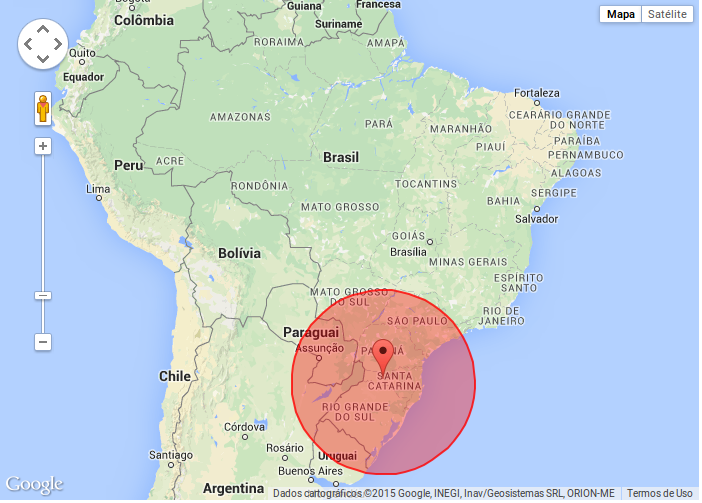 Bogotá
Colômbia
Guiana
Francesa
Suriname
Mapa
Satélite
RORAIMA
AMAPÁ
Quito
Equador
Fortaleza
AMAZONAS
PARÁ
MARANHÃO
CEARÁ
RIO GRANDE
DO NORTE
PIAUÍ
PARAÍBA
PERNAMBUCO
Peru
ACRE
Brasil
ALAGOAS
RONDÔNIA
TOCANTINS
SERGIPE
Lima
MATO GROSSO
BAHIA
Salvador
GOIÁS
Brasília
Bolívia
MINAS GERAIS
ESPÍRITO
SANTO
MATO GROSSO
DO SUL
RIO DE
JANEIRO
SÃO PAULO
Paraguai
Assunção
PARANÁ
Chile
SANTA
CATARINA
RIO GRANDE
DO SUL
Córdova
Santiago
Rosário
Uruguai
Buenos Aires
Google
Argentina
Dados cartográficos ©2015 Google, INEGI, Inav/Geosistemas SRL, ORION-ME
Termos de Uso